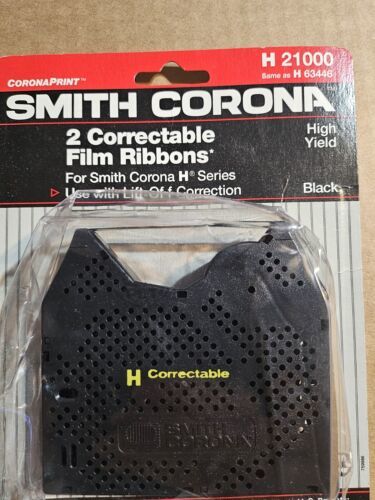 CORONAPRINT™
H 21000
Same as H 63446
SMITH CORONA™
2 Correctable
Film Ribbons*
High
Yield
For Smith Corona H® Series
Use with Lift-Off Correction
Black
H Correctable
SMITH
CORONA